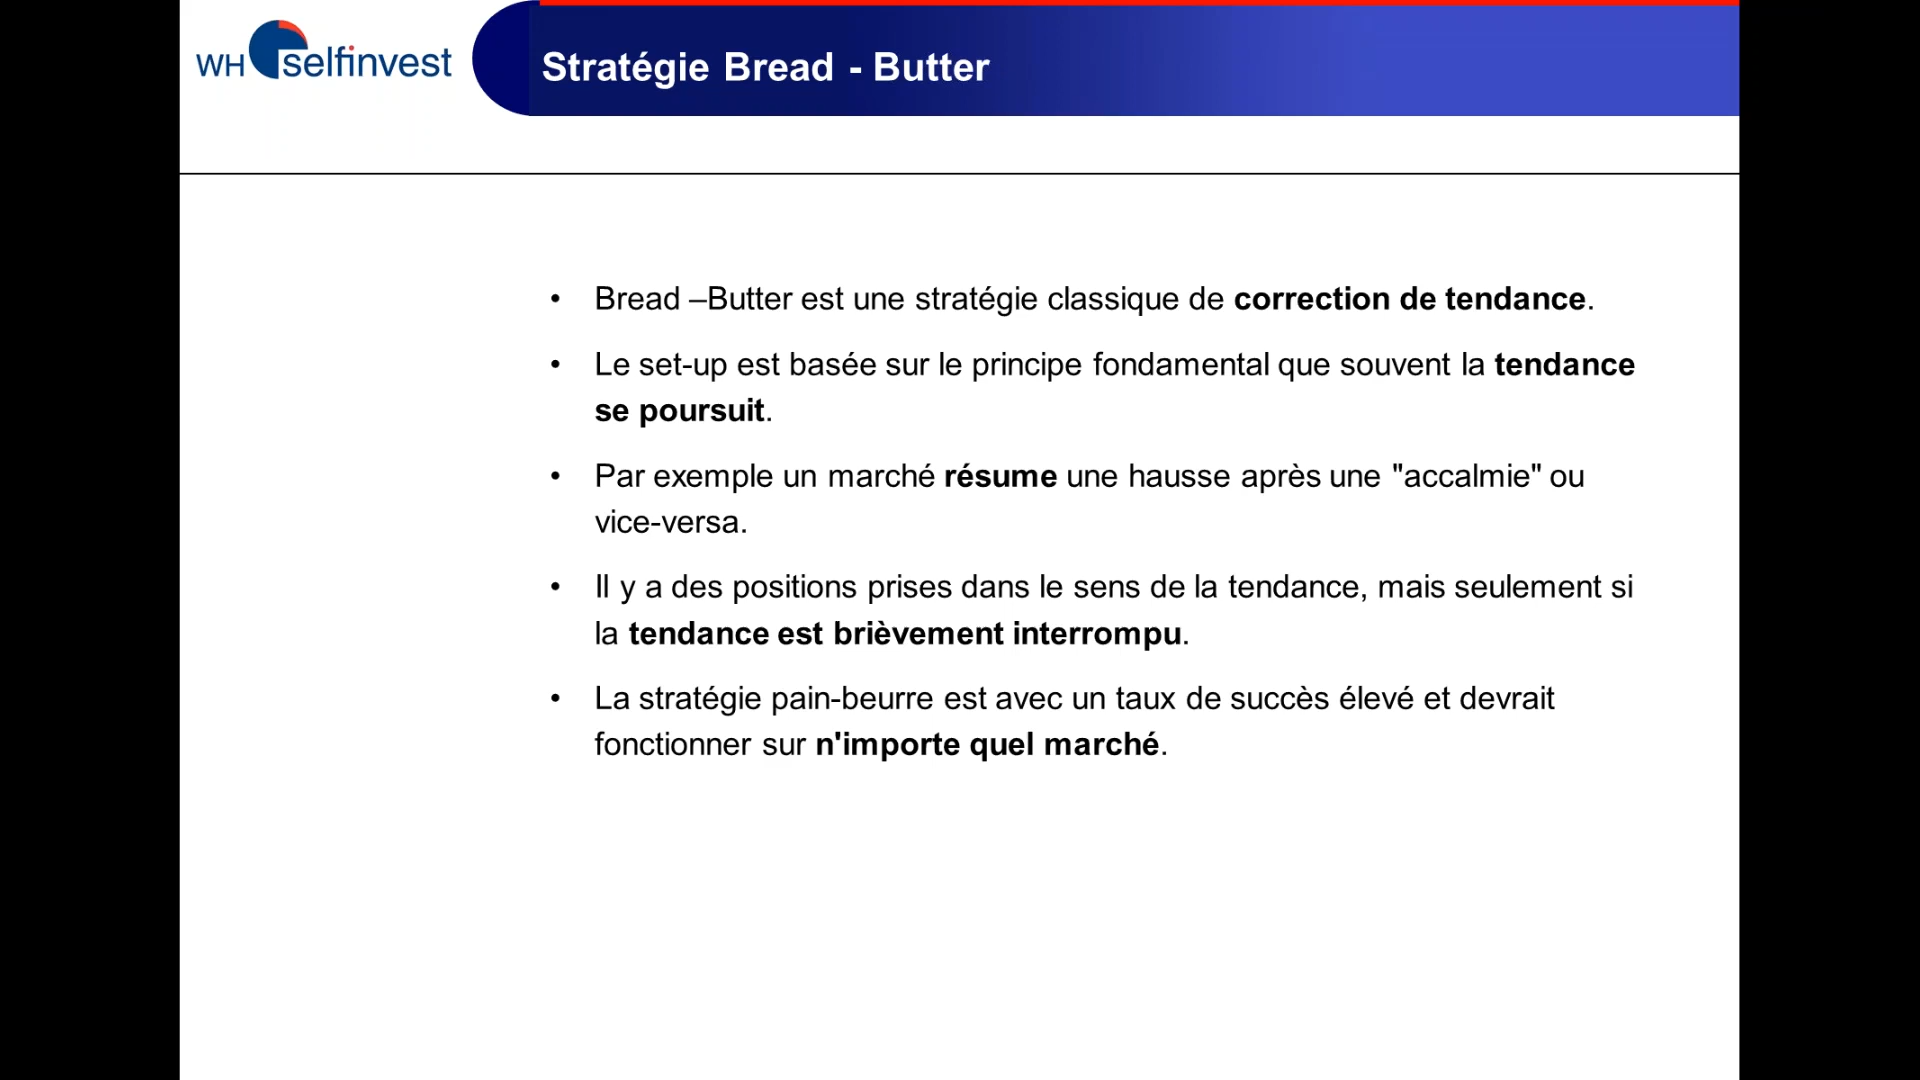 WH selfinvest
Stratégie Bread - Butter
• Bread –Butter est une stratégie classique de correction de tendance.
• Le set-up est basée sur le principe fondamental que souvent la tendance
se poursuit.
• Par exemple un marché résume une hausse après une "accalmie" ou
vice-versa.
• Il y a des positions prises dans le sens de la tendance, mais seulement si
la tendance est brièvement interrompu.
• La stratégie pain-beurre est avec un taux de succès élevé et devrait
fonctionner sur n'importe quel marché.